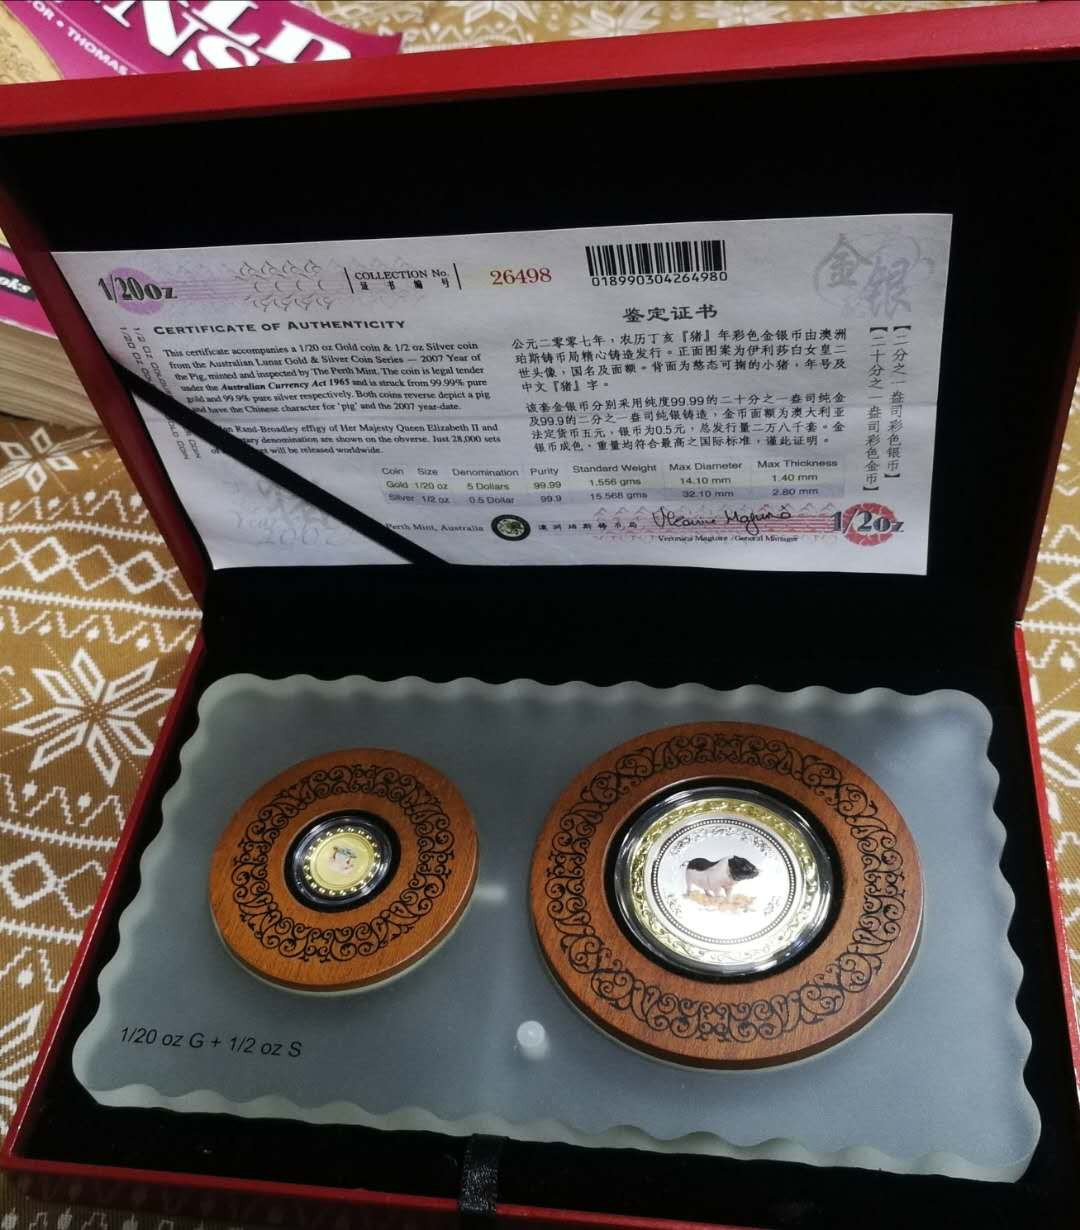 OR • THOMAS
1/20oz
COLLECTION No.
证 书 编 号
26498
018990304264980
金银
CERTIFICATE OF AUTHENTICITY
This certificate accompanies a 1/20 oz Gold coin & 1/2 oz Silver coin
from the Australian Lunar Gold & Silver Coin Series — 2007 Year of
the Pig, minted and inspected by The Perth Mint. The coin is legal tender
under the Australian Currency Act 1965 and is struck from 99.99% pure
gold and 99.9% pure silver respectively. Both coins reverse depict a pig
and have the Chinese character for 'pig' and the 2007 year-date.
Ian Rand-Broadley effigy of Her Majesty Queen Elizabeth II and
denomination are shown on the obverse. Just 28,000 sets
of will be released worldwide.
鉴定证书
公元二零零七年，农历丁亥『猪』年彩色金银币由澳洲
珀斯铸币局精心铸造发行。正面图案为伊利莎白女皇二
世头像，国名及面额。背面为憨态可掬的小猪，年号及
中文『猪』字。
该套金银币分别采用纯度99.99的二十分之一盎司纯金
及99.9的二分之一盎司纯银铸造，金币面额为澳大利亚
法定货币五元，银币为0.5元，总发行量二万八千套。金
银币成色、重量均符合最高之国际标准，谨此证明。
【二分之一盎司彩色银币】
【二十分之一盎司彩色金币】
Coin Size Denomination Purity Standard Weight Max Diameter Max Thickness
Gold 1/20 oz 5 Dollars 99.99 1.556 gms 14.10 mm 1.40 mm
Silver 1/2 oz 0.5 Dollar 99.9 15.568 gms 32.10 mm 2.80 mm
Perth Mint, Australia
澳洲珀斯铸币局
Veronica Maguire /General Manager
1/2oz
1/20 oz G + 1/2 oz S